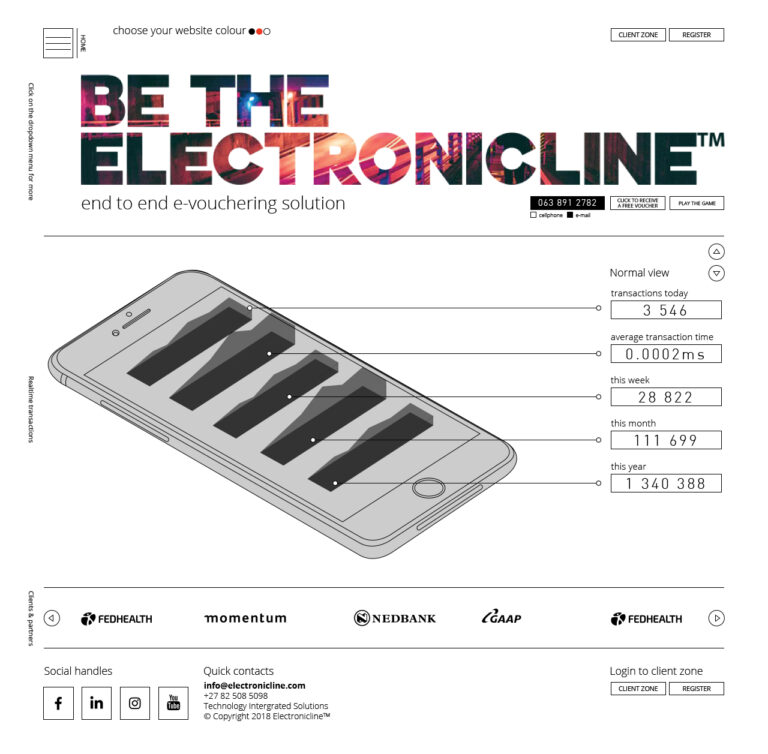 choose your website colour
CLIENT ZONE
REGISTER
HOME
Click on the dropdown menu for more
BE THE
ELECTRONICLINE™
end to end e-vouchering solution
063 891 2782
CLICK TO RECEIVE
A FREE VOUCHER
PLAY THE GAME
cellphone
e-mail
Normal view
transactions today
3 546
average transaction time
0.0002ms
this week
28 822
this month
111 699
this year
1 340 388
Realtime transactions
Clients & partners
FEDHEALTH
momentum
NEDBANK
GAAP
FEDHEALTH
Social handles
f
in
You
Tube
Quick contacts
info@electronicline.com
+27 82 508 5098
Technology Intergrated Solutions
© Copyright 2018 Electronicline™
Login to client zone
CLIENT ZONE
REGISTER